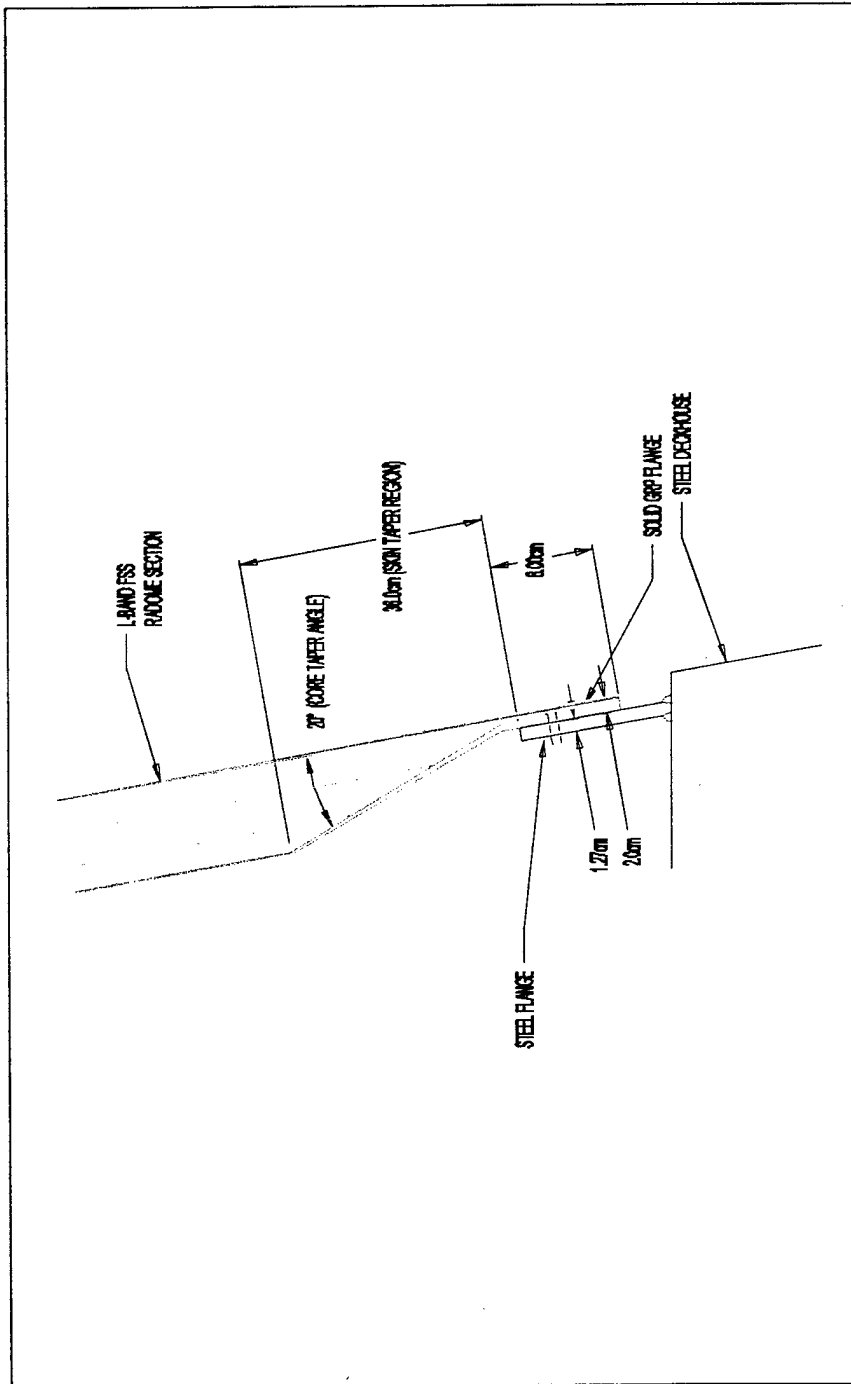 L-BAND FSS
RADOME SECTION
20° (CORE TAPER ANGLE)
36.0cm (SKIN TAPER REGION)
8.00cm
SOLID GRP FLANGE
STEEL DECKHOUSE
STEEL FLANGE
1.27cm
2.0cm